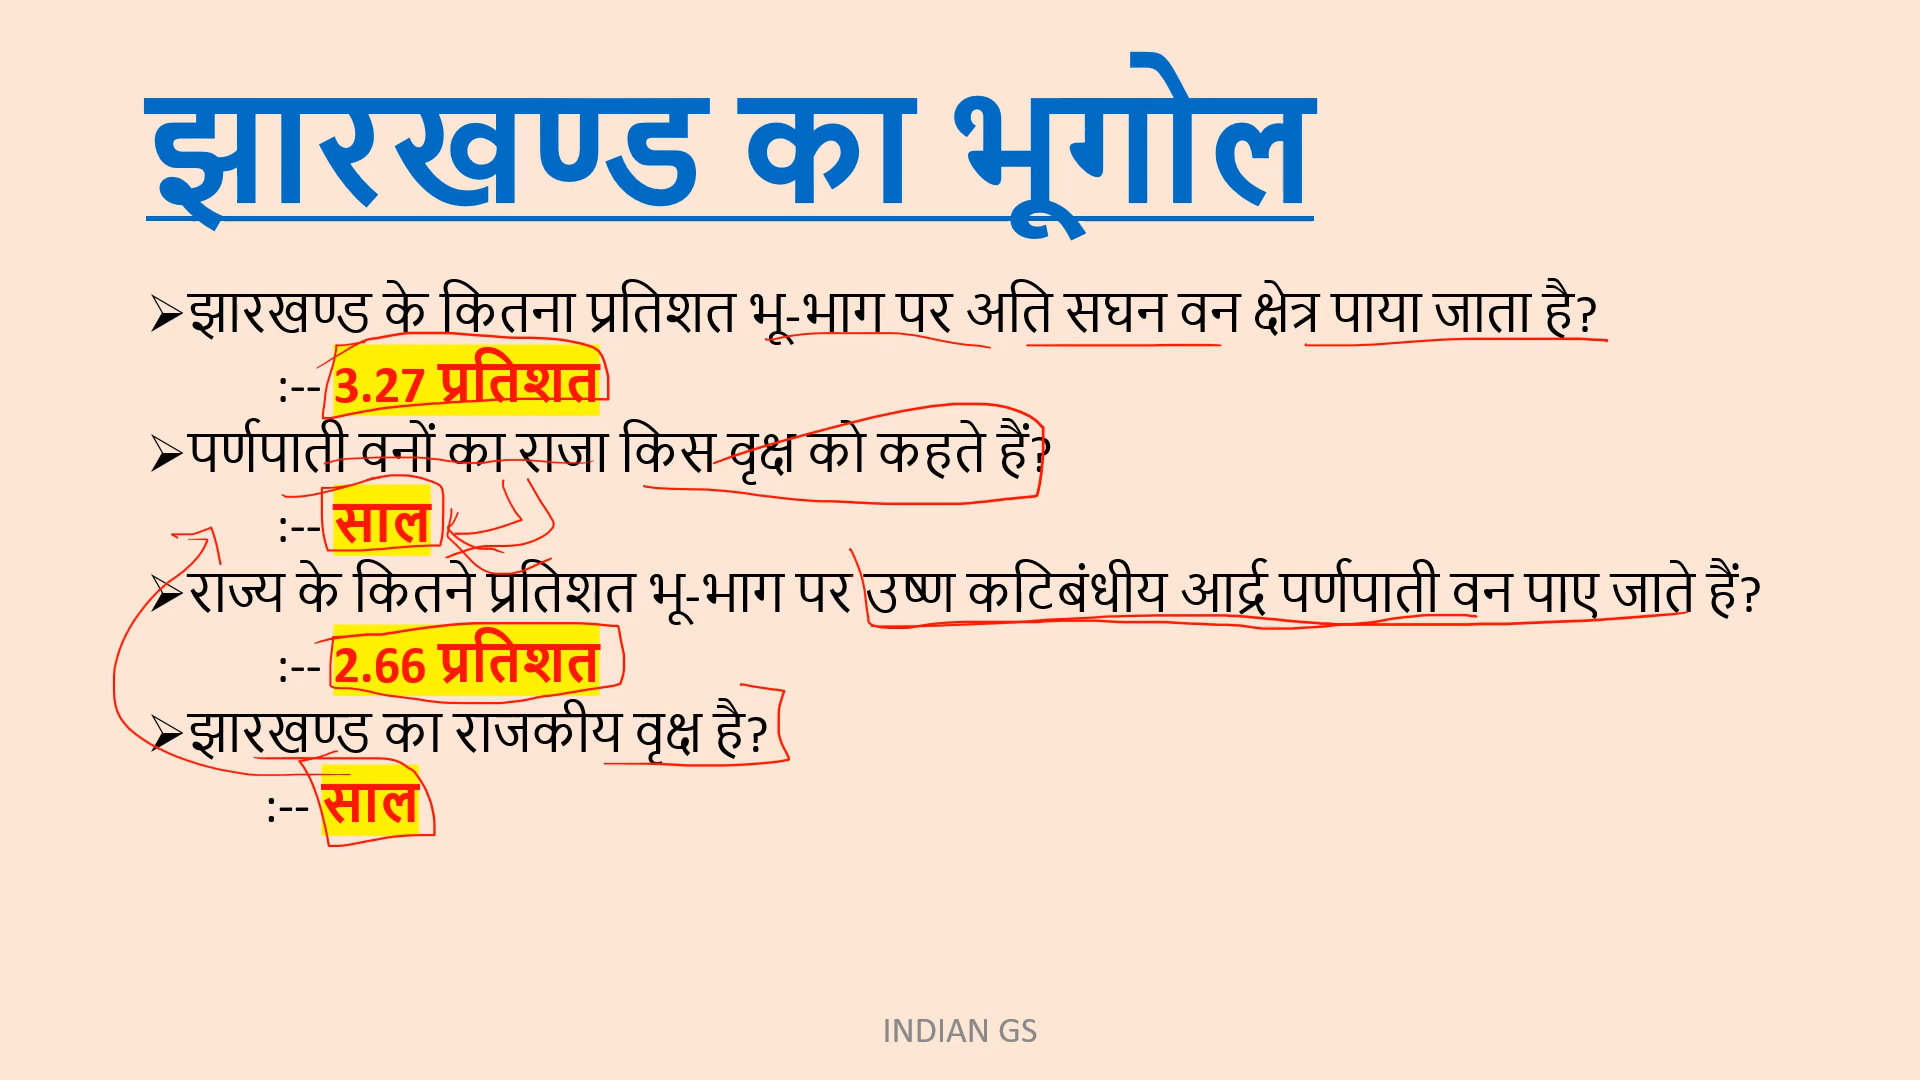 झारखण्ड का भूगोल
➢झारखण्ड के कितना प्रतिशत भू-भाग पर अति सघन वन क्षेत्र पाया जाता है?
:-- 3.27 प्रतिशत
➢पर्णपाती वनों का राजा किस वृक्ष को कहते हैं?
:-- साल
➢राज्य के कितने प्रतिशत भू-भाग पर उष्ण कटिबंधीय आर्द्र पर्णपाती वन पाए जाते हैं?
:-- 2.66 प्रतिशत
➢झारखण्ड का राजकीय वृक्ष है?
:-- साल
INDIAN GS